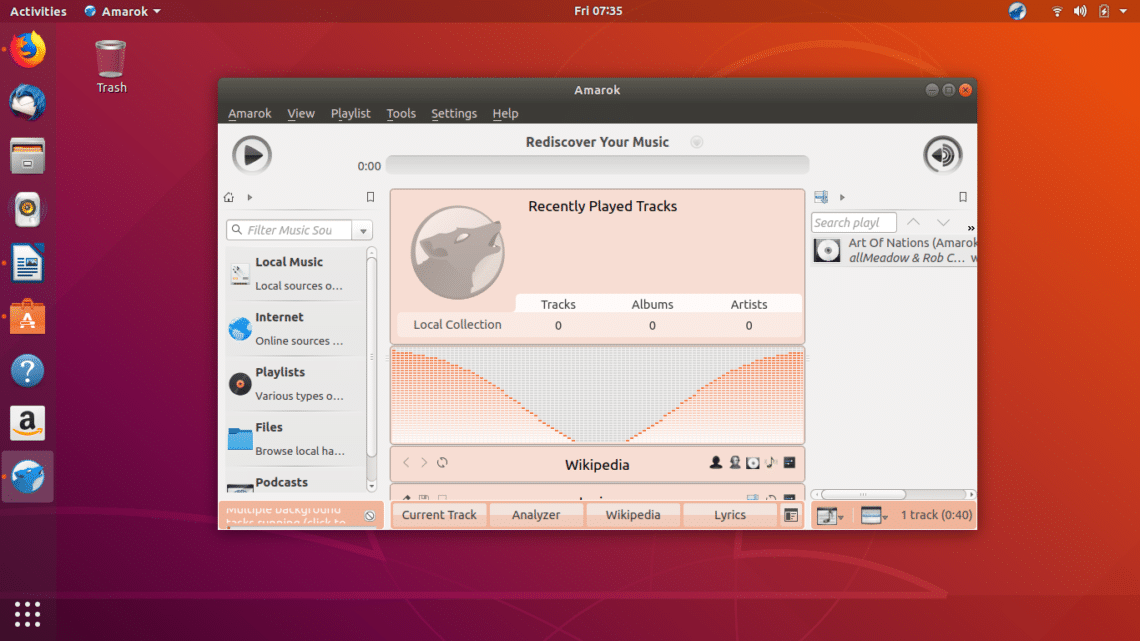 Activities
Amarok
Fri 07:35
Trash
Amarok
Amarok View Playlist Tools Settings Help
Rediscover Your Music
0:00
Filter Music Sou
Local Music
Local sources o...
Internet
Online sources ...
Playlists
Various types o...
Files
Browse local ha...
Podcasts
Multiple background
tasks running (click to
Recently Played Tracks
Tracks Albums Artists
Local Collection 0 0 0
Wikipedia
Current Track Analyzer Wikipedia Lyrics
Search playl
»
Art Of Nations (Amarok
allMeadow & Rob C... w
1 track (0:40)